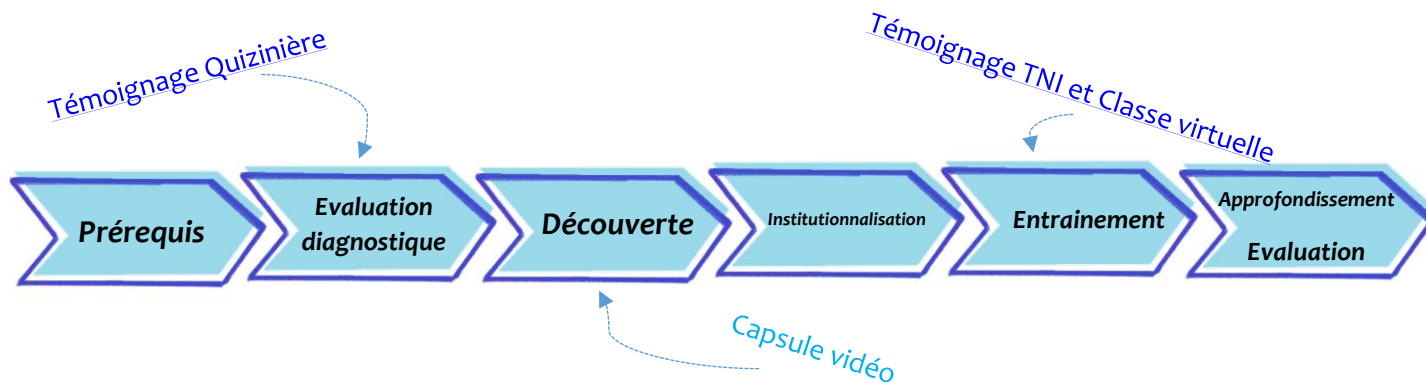 Témoignage Quizinière
Témoignage TNI et Classe virtuelle
Prérequis
Evaluation
diagnostique
Découverte
Institutionnalisation
Entrainement
Approfondissement
Evaluation
Capsule vidéo